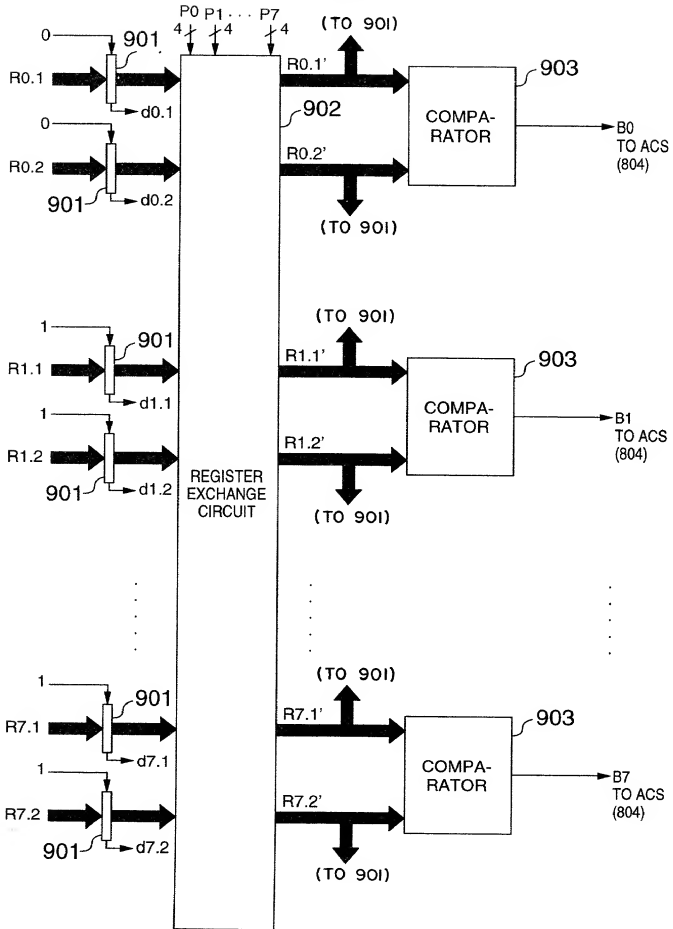 P0 P1 · · · P7
4 4 4
0
901
R0.1
d0.1
R0.1'
(TO 901)
903
COMPA-
RATOR
B0
TO ACS
(804)
902
0
R0.2
901
d0.2
R0.2'
(TO 901)
1
901
R1.1
d1.1
R1.1'
(TO 901)
903
COMPA-
RATOR
B1
TO ACS
(804)
1
R1.2
901
d1.2
R1.2'
(TO 901)
REGISTER
EXCHANGE
CIRCUIT
1
901
R7.1
d7.1
R7.1'
(TO 901)
903
COMPA-
RATOR
B7
TO ACS
(804)
1
R7.2
901
d7.2
R7.2'
(TO 901)